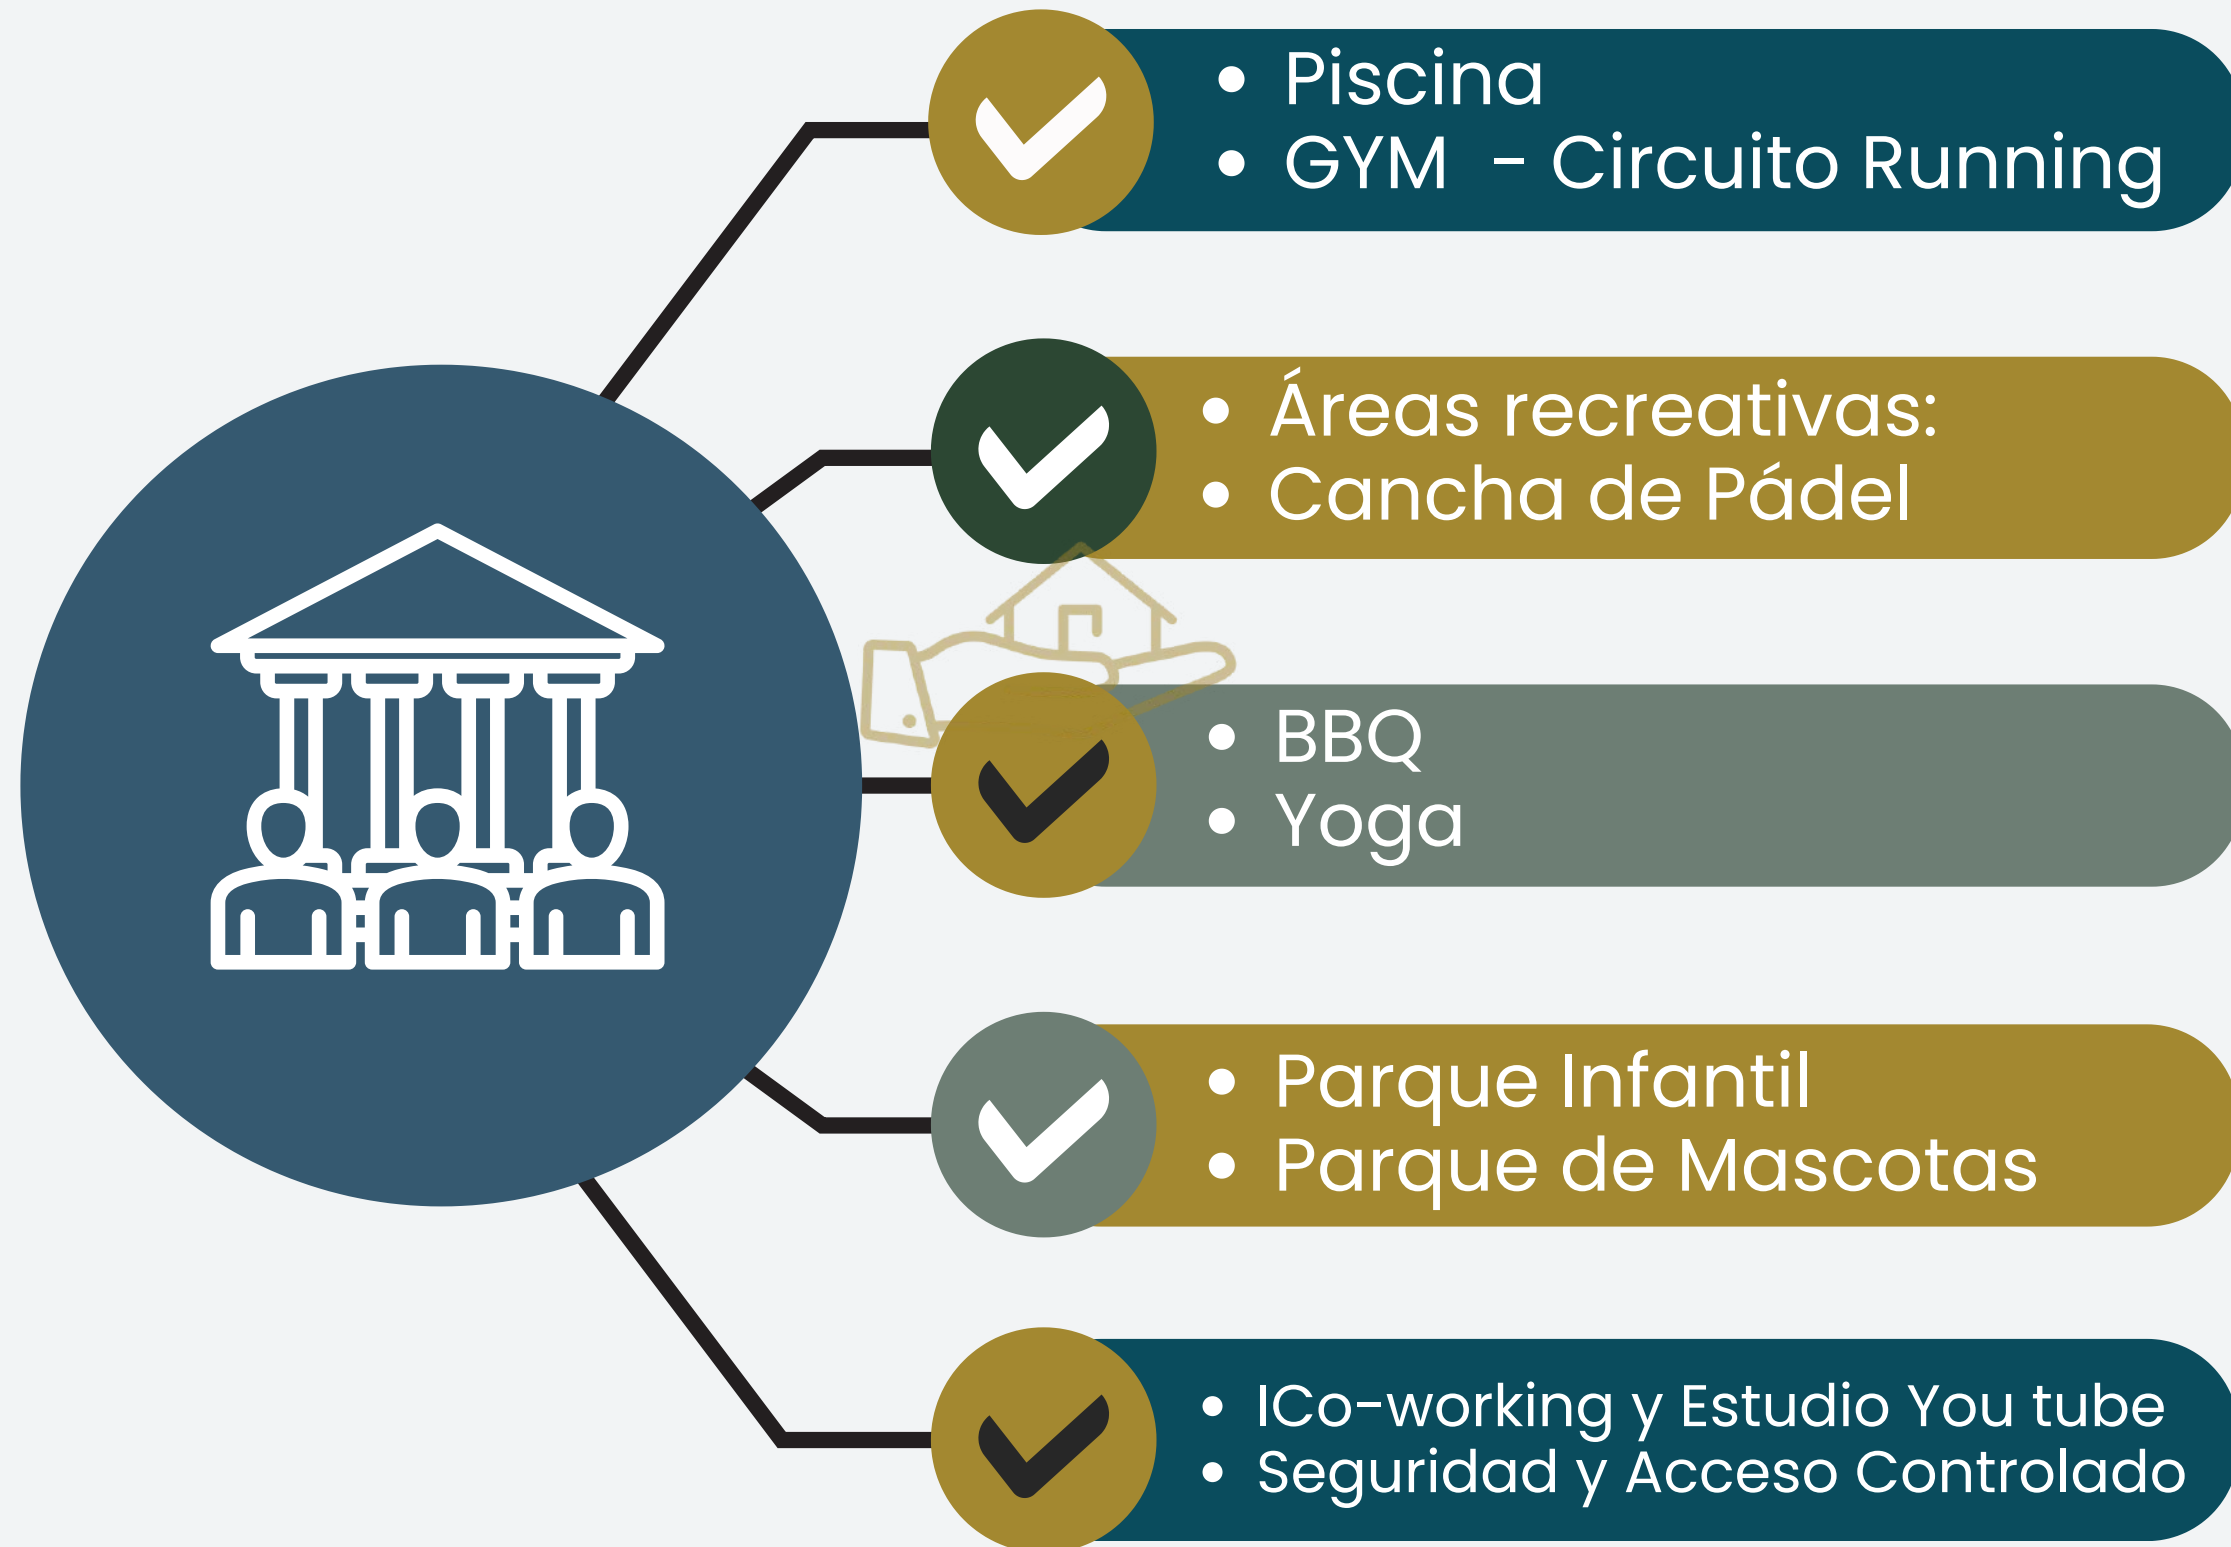 • Piscina
• GYM - Circuito Running
• Áreas recreativas:
• Cancha de Pádel
• BBQ
• Yoga
• Parque Infantil
• Parque de Mascotas
• ICo-working y Estudio You tube
• Seguridad y Acceso Controlado